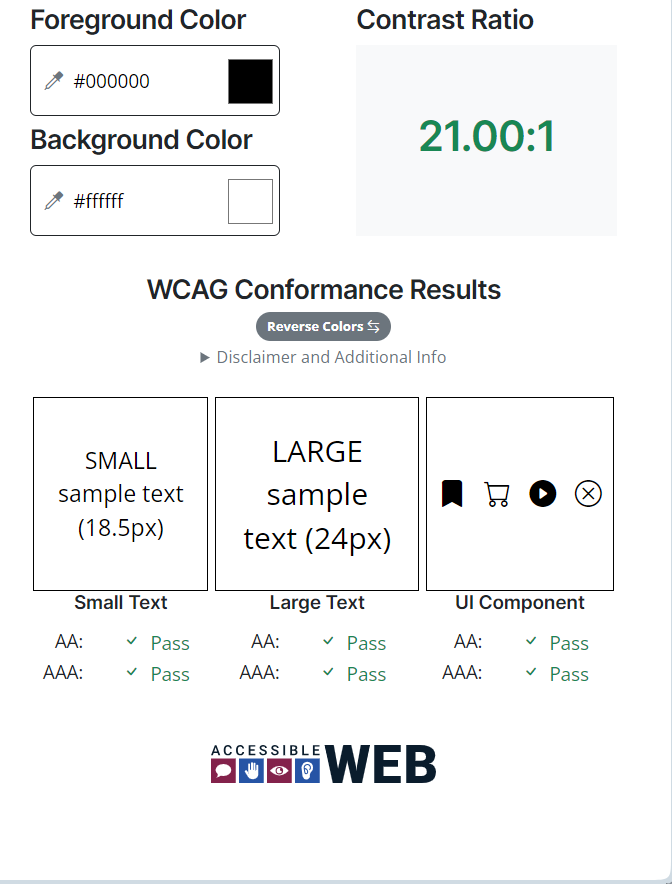 Foreground Color
#000000
Background Color
#ffffff
Contrast Ratio
21.00:1
WCAG Conformance Results
Reverse Colors
Disclaimer and Additional Info
SMALL
sample text
(18.5px)
LARGE
sample
text (24px)
Small Text
AA: Pass
AAA: Pass
Large Text
AA: Pass
AAA: Pass
UI Component
AA: Pass
AAA: Pass
ACCESSIBLE
WEB